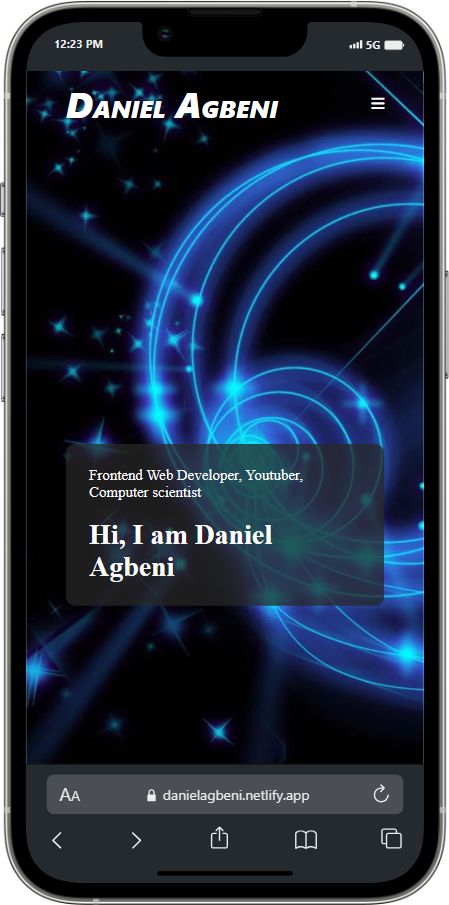 12:23 PM
5G
DANIEL AGBENI
Frontend Web Developer, Youtuber,
Computer scientist
Hi, I am Daniel
Agbeni
AA
danielagbeni.netlify.app